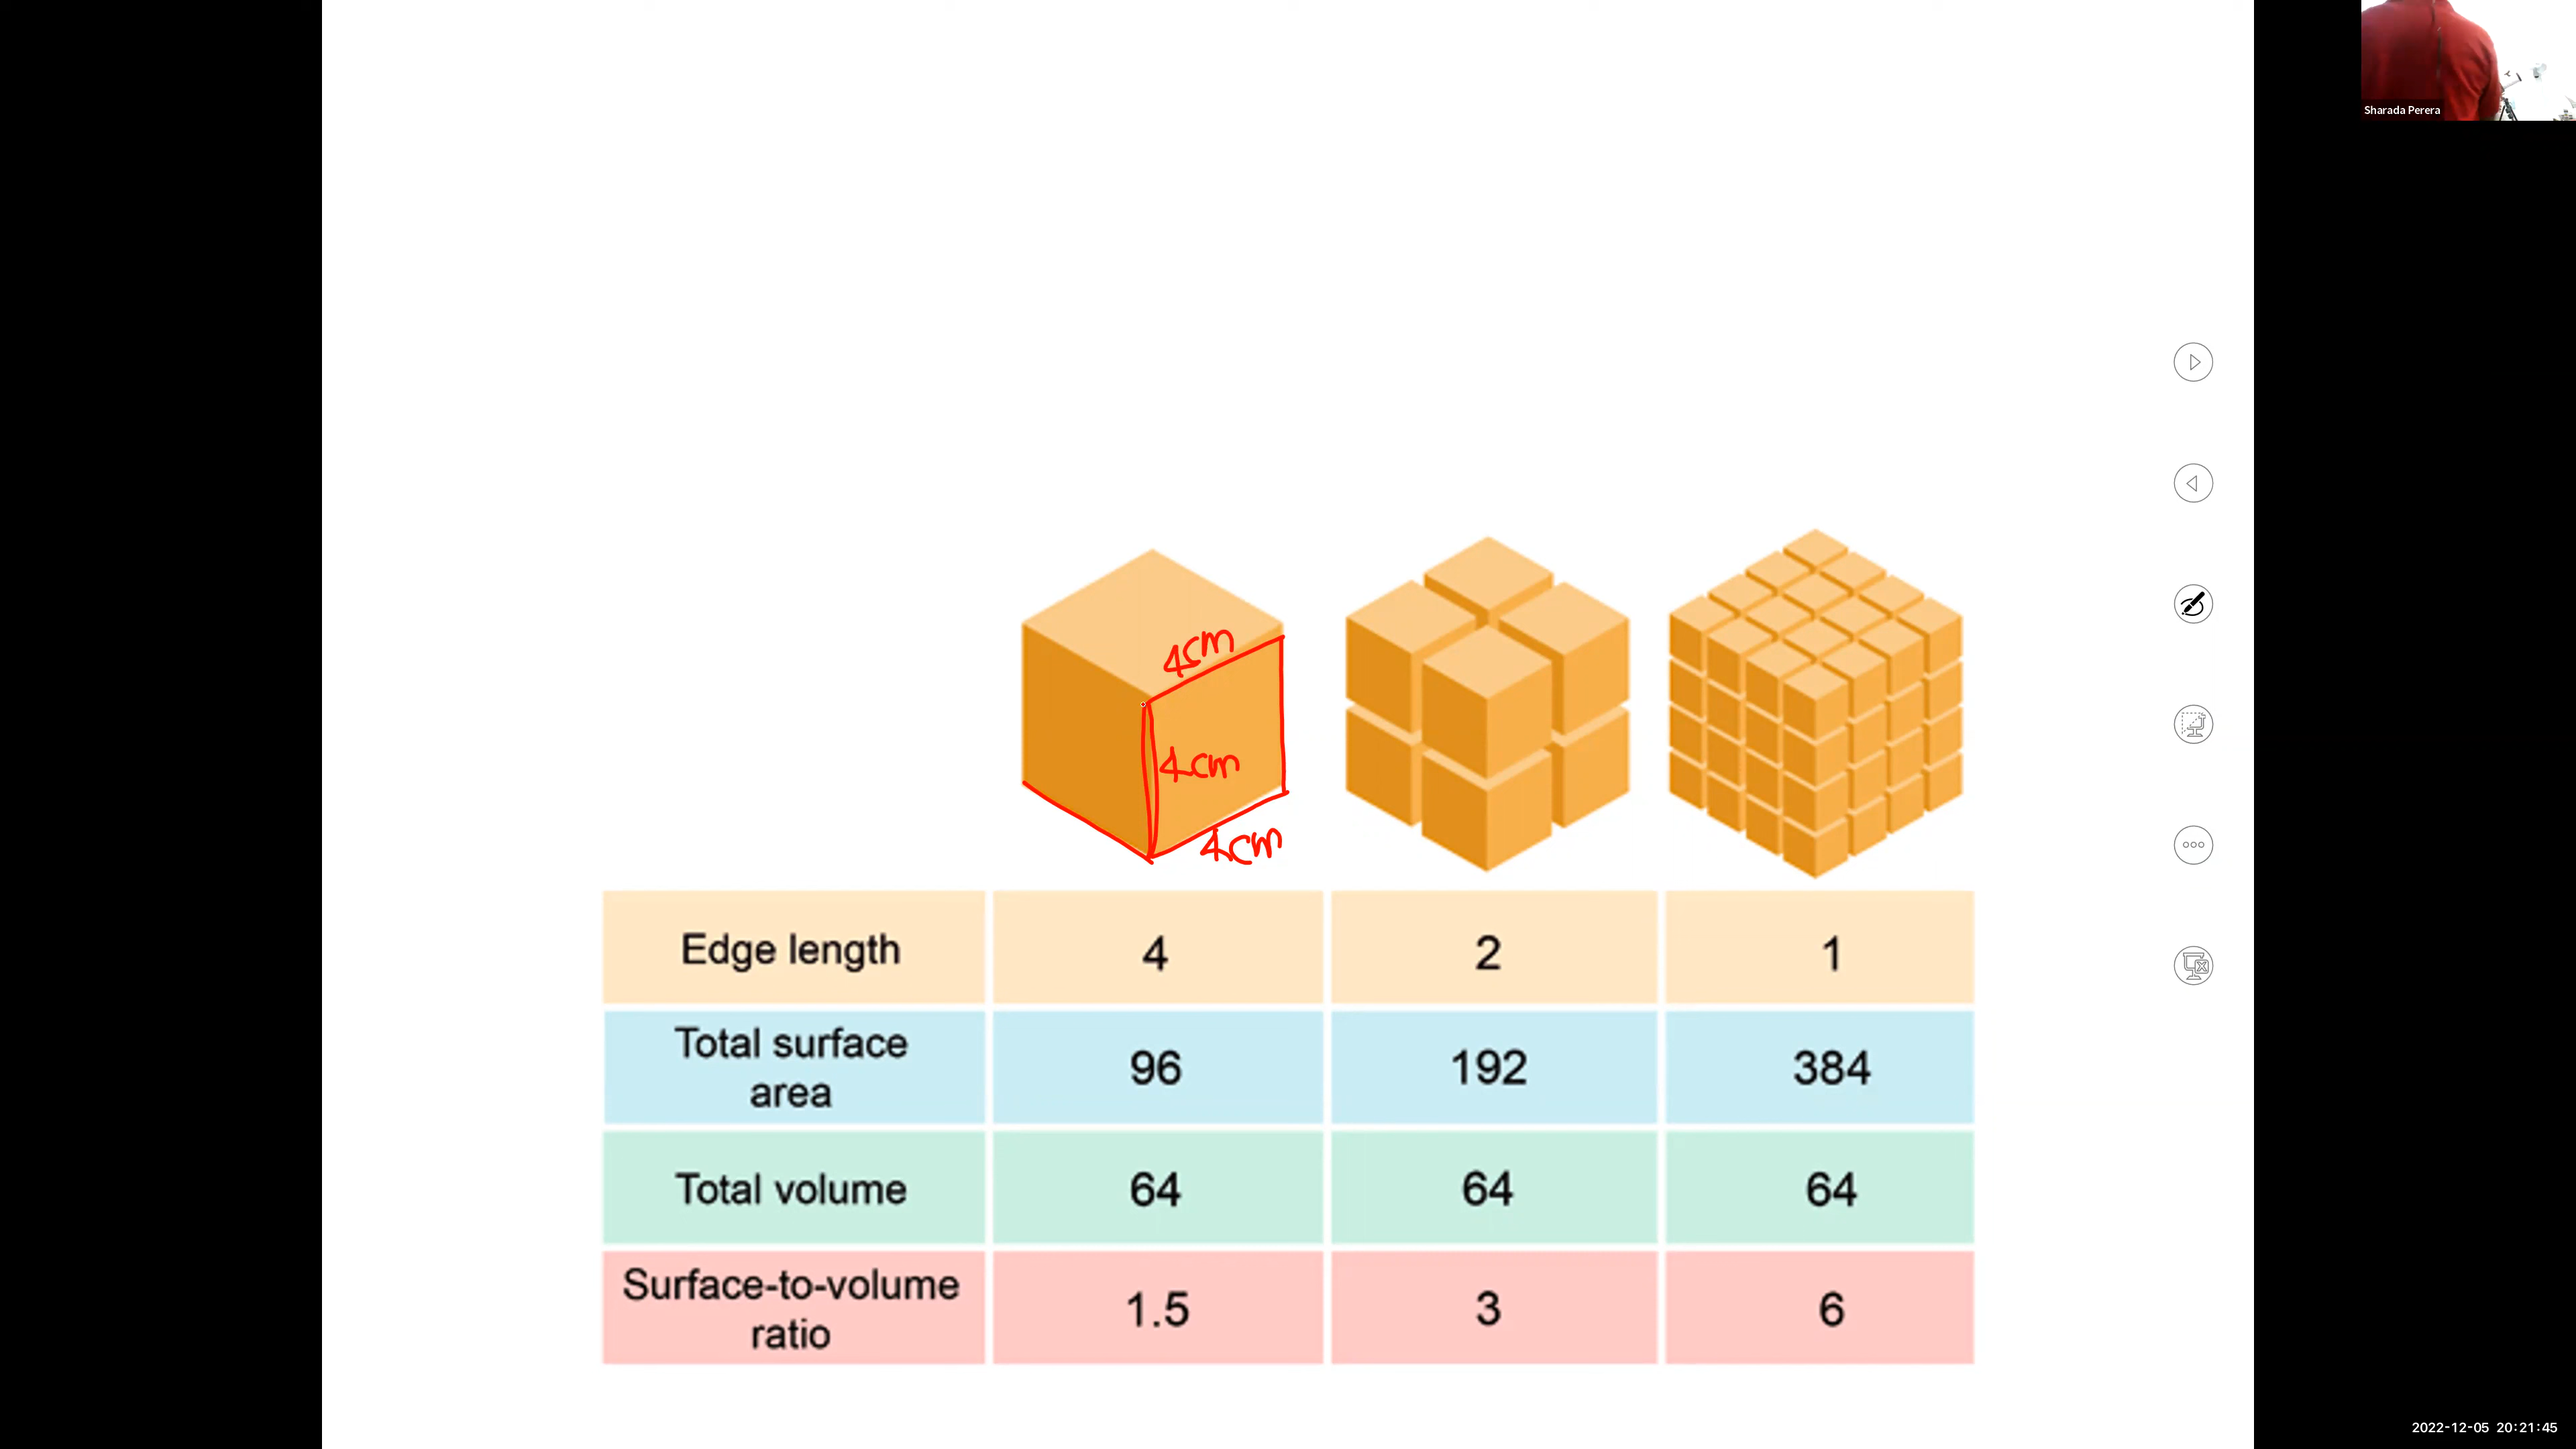 Sharada Perera
4cm
4cm
4cm
Edge length 4 2 1
Total surface
area 96 192 384
Total volume 64 64 64
Surface-to-volume
ratio 1.5 3 6
2022-12-05 20:21:45